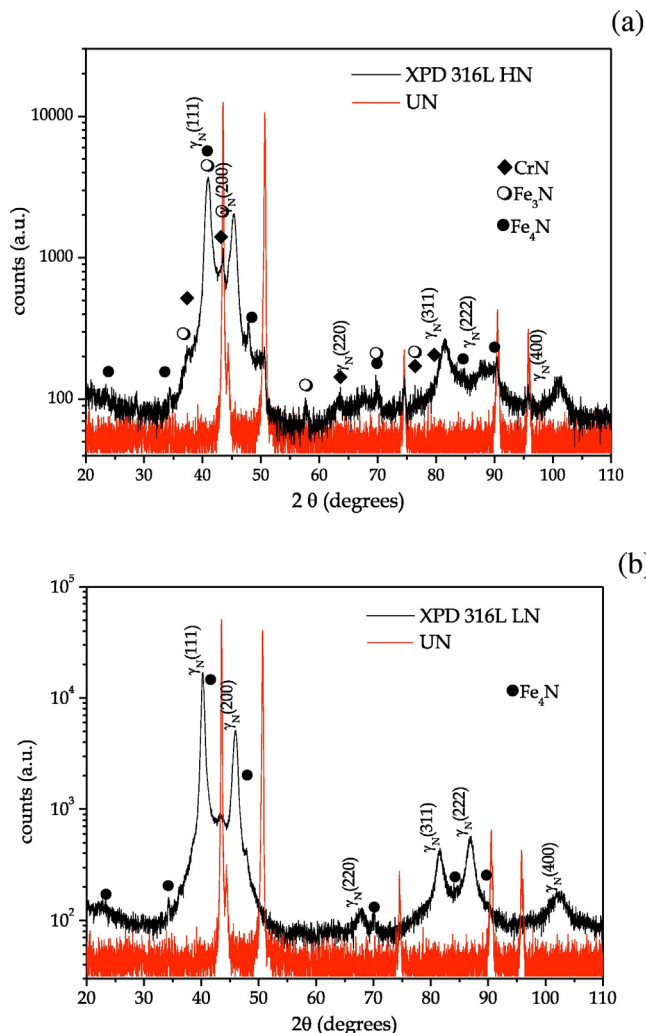 (a)
XPD 316L HN
UN
γN(111)
γN(200)
10000
CrN
Fe3N
Fe4N
1000
counts (a.u.)
γN(220)
γN(311)
γN(222)
γN(400)
100
20 30 40 50 60 70 80 90 100 110
2 θ (degrees)
(b)
10^5
XPD 316L LN
UN
γN(111)
γN(200)
Fe4N
10^4
counts (a.u.)
10^3
γN(311)
γN(222)
γN(220)
γN(400)
10^2
20 30 40 50 60 70 80 90 100 110
2θ (degrees)